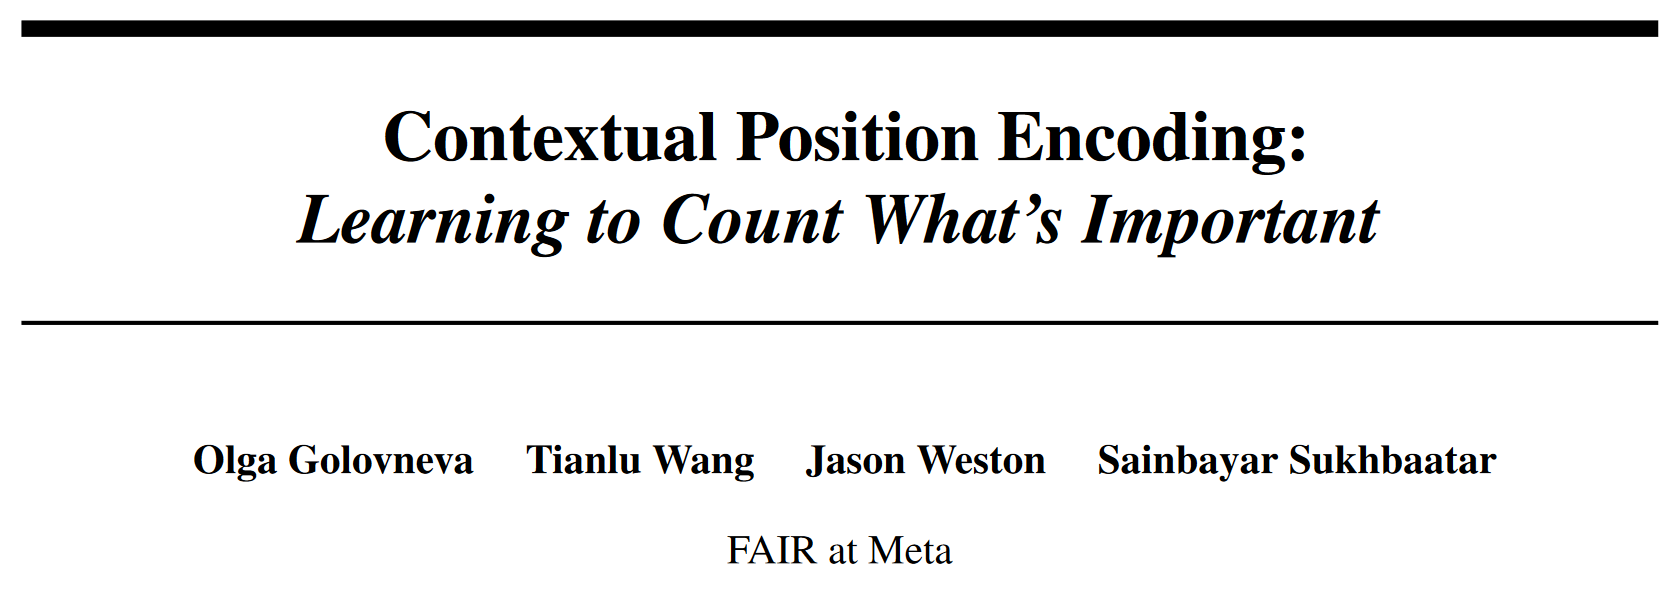 Contextual Position Encoding:
Learning to Count What’s Important
Olga Golovneva Tianlu Wang Jason Weston Sainbayar Sukhbaatar
FAIR at Meta